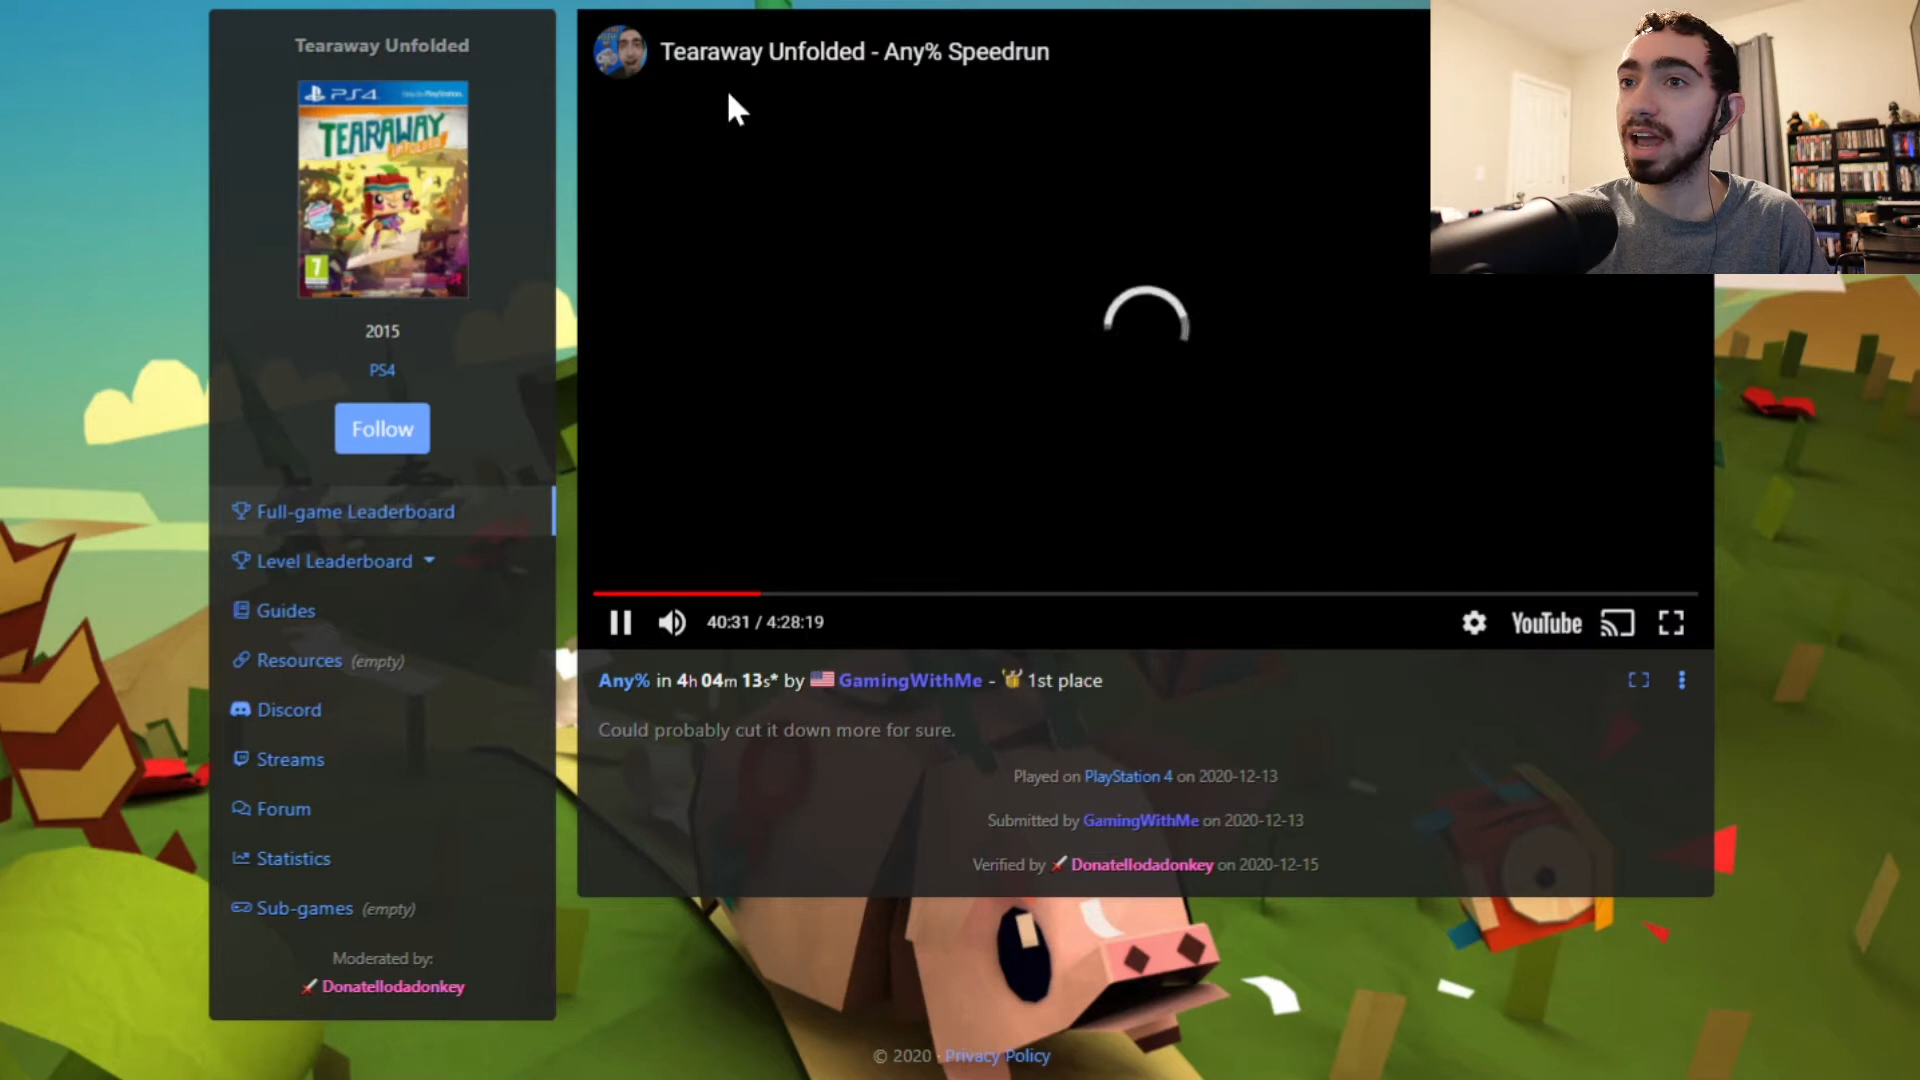 Tearaway Unfolded
PS4
TEARAWAY
7
2015
PS4
Follow
Full-game Leaderboard
Level Leaderboard
Guides
Resources (empty)
Discord
Streams
Forum
Statistics
Sub-games (empty)
Moderated by:
Donatellodadonkey
Tearaway Unfolded - Any% Speedrun
40:31 / 4:28:19
YouTube
Any% in 4h 04m 13s* by GamingWithMe - 1st place
Could probably cut it down more for sure.
Played on PlayStation 4 on 2020-12-13
Submitted by GamingWithMe on 2020-12-13
Verified by Donatellodadonkey on 2020-12-15
© 2020 · Privacy Policy